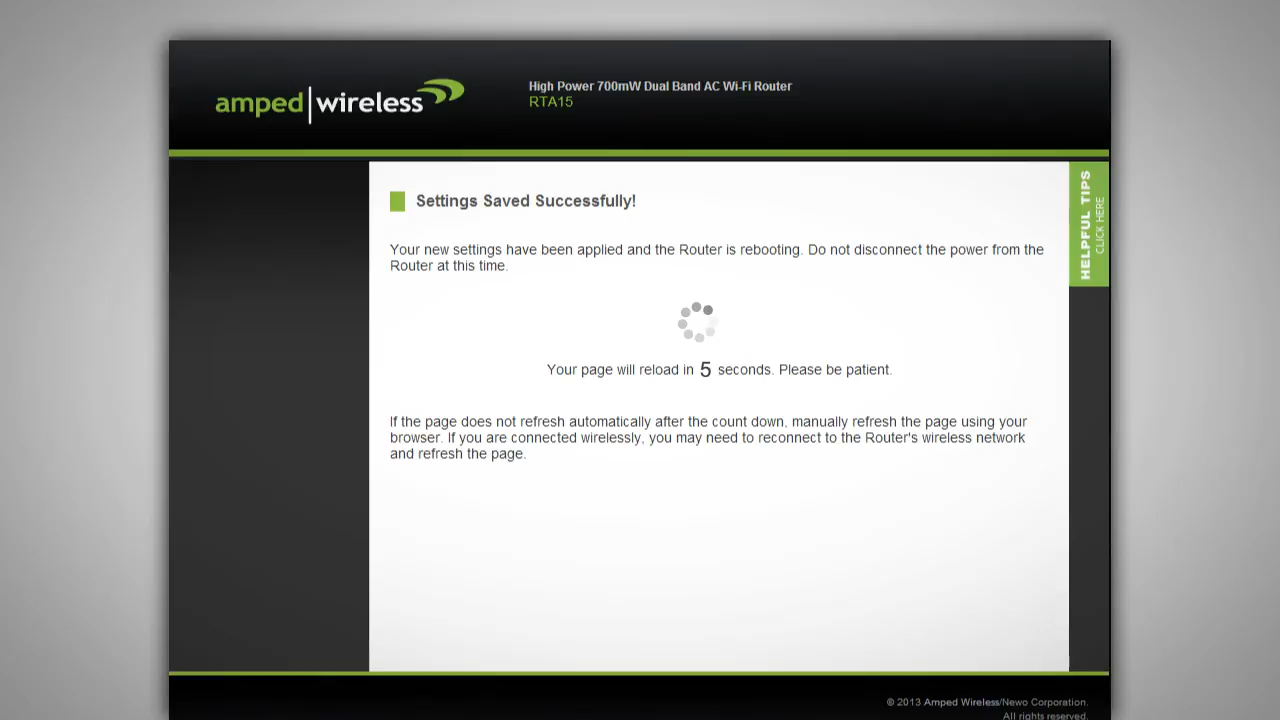 amped wireless
High Power 700mW Dual Band AC Wi-Fi Router
RTA15
HELPFUL TIPS
CLICK HERE
Settings Saved Successfully!
Your new settings have been applied and the Router is rebooting. Do not disconnect the power from the
Router at this time.
Your page will reload in 5 seconds. Please be patient.
If the page does not refresh automatically after the count down, manually refresh the page using your
browser. If you are connected wirelessly, you may need to reconnect to the Router's wireless network
and refresh the page.
© 2013 Amped Wireless/Newo Corporation.
All rights reserved.